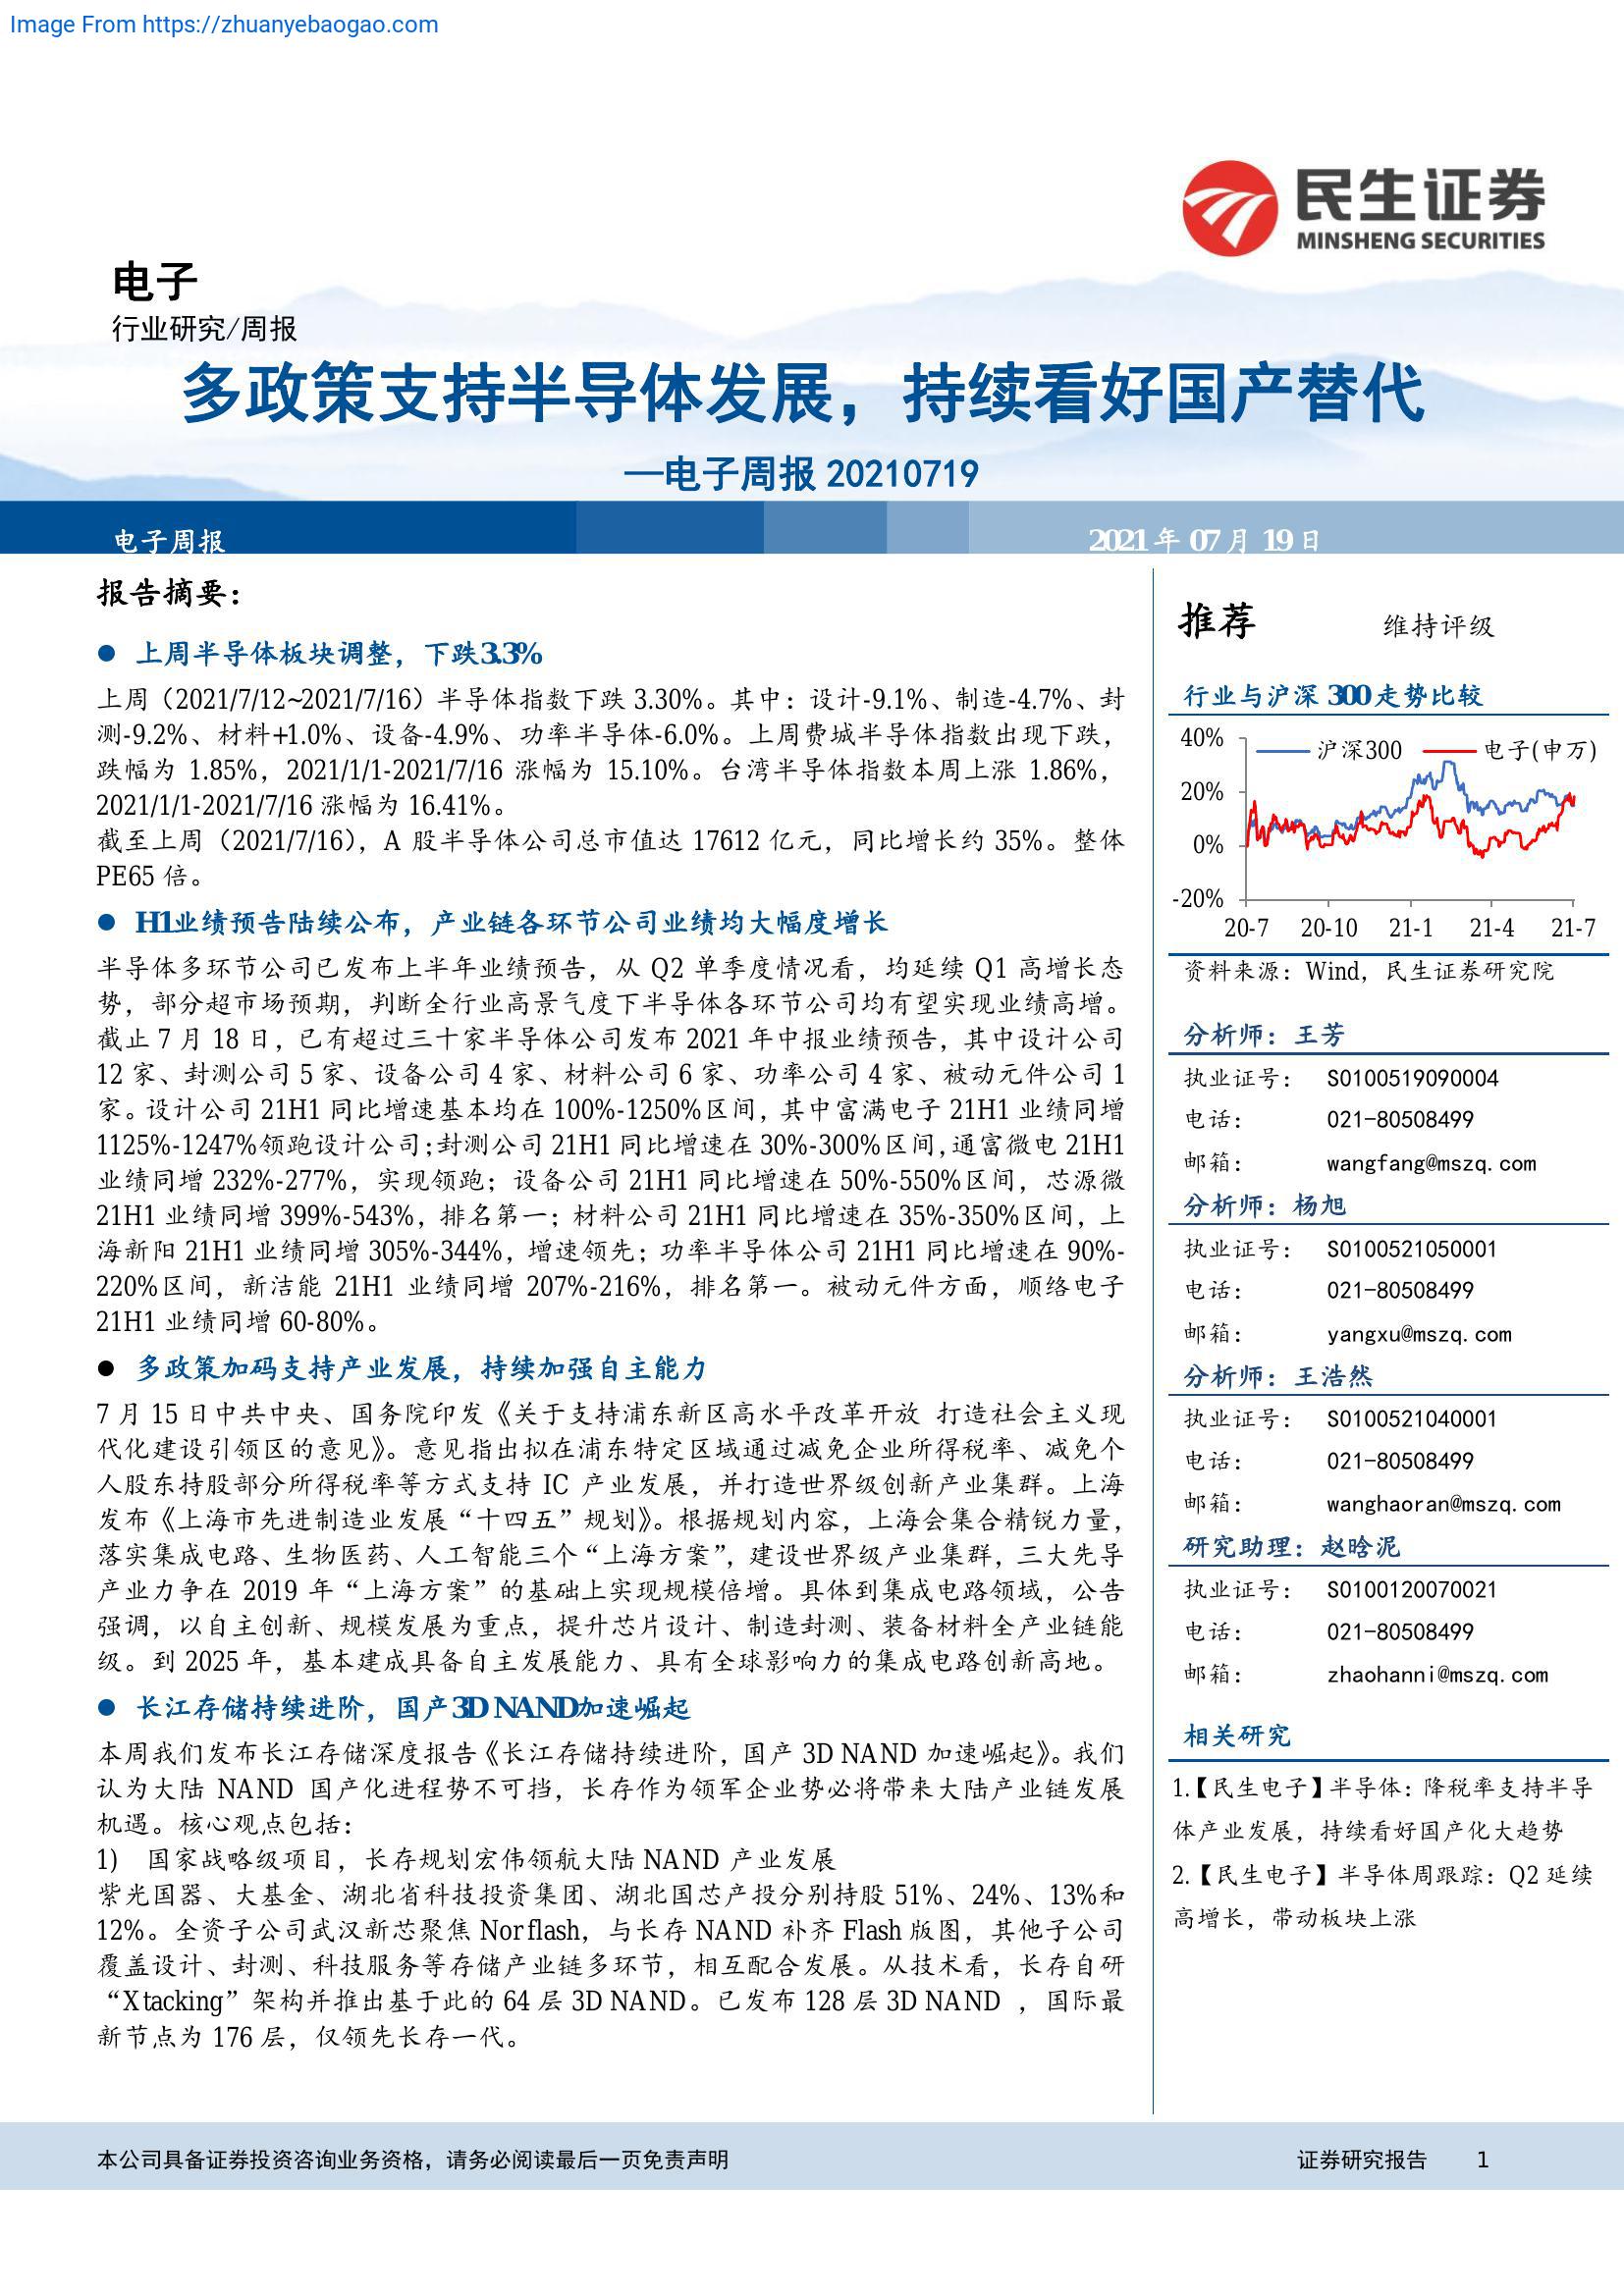 Image From https://zhuanyebaogao.com
民生证券
MINSHENG SECURITIES
电子
行业研究/周报
多政策支持半导体发展，持续看好国产替代
—电子周报 20210719
电子周报
2021 年 07 月 19 日
报告摘要：
● 上周半导体板块调整，下跌3.3%
上周（2021/7/12~2021/7/16）半导体指数下跌 3.30%。其中：设计-9.1%、制造-4.7%、封
测-9.2%、材料+1.0%、设备-4.9%、功率半导体-6.0%。上周费城半导体指数出现下跌，
跌幅为 1.85%，2021/1/1-2021/7/16 涨幅为 15.10%。台湾半导体指数本周上涨 1.86%，
2021/1/1-2021/7/16 涨幅为 16.41%。
截至上周（2021/7/16），A 股半导体公司总市值达 17612 亿元，同比增长约 35%。整体
PE65 倍。
● H1业绩预告陆续公布，产业链各环节公司业绩均大幅度增长
半导体多环节公司已发布上半年业绩预告，从 Q2 单季度情况看，均延续 Q1 高增长态
势，部分超市场预期，判断全行业高景气度下半导体各环节公司均有望实现业绩高增。
截止 7 月 18 日，已有超过三十家半导体公司发布 2021 年中报业绩预告，其中设计公司
12 家、封测公司 5 家、设备公司 4 家、材料公司 6 家、功率公司 4 家、被动元件公司 1
家。设计公司 21H1 同比增速基本均在 100%-1250%区间，其中富满电子 21H1 业绩同增
1125%-1247%领跑设计公司；封测公司 21H1 同比增速在 30%-300%区间，通富微电 21H1
业绩同增 232%-277%，实现领跑；设备公司 21H1 同比增速在 50%-550%区间，芯源微
21H1 业绩同增 399%-543%，排名第一；材料公司 21H1 同比增速在 35%-350%区间，上
海新阳 21H1 业绩同增 305%-344%，增速领先；功率半导体公司 21H1 同比增速在 90%-
220%区间，新洁能 21H1 业绩同增 207%-216%，排名第一。被动元件方面，顺络电子
21H1 业绩同增 60-80%。
● 多政策加码支持产业发展，持续加强自主能力
7 月 15 日中共中央、国务院印发《关于支持浦东新区高水平改革开放 打造社会主义现
代化建设引领区的意见》。意见指出拟在浦东特定区域通过减免企业所得税率、减免个
人股东持股部分所得税率等方式支持 IC 产业发展，并打造世界级创新产业集群。上海
发布《上海市先进制造业发展“十四五”规划》。根据规划内容，上海会集合精锐力量，
落实集成电路、生物医药、人工智能三个“上海方案”，建设世界级产业集群，三大先导
产业力争在 2019 年“上海方案”的基础上实现规模倍增。具体到集成电路领域，公告
强调，以自主创新、规模发展为重点，提升芯片设计、制造封测、装备材料全产业链能
级。到 2025 年，基本建成具备自主发展能力、具有全球影响力的集成电路创新高地。
● 长江存储持续进阶，国产3D NAND加速崛起
本周我们发布长江存储深度报告《长江存储持续进阶，国产 3D NAND 加速崛起》。我们
认为大陆 NAND 国产化进程势不可挡，长存作为领军企业势必将带来大陆产业链发展
机遇。核心观点包括：
1) 国家战略级项目，长存规划宏伟领航大陆 NAND 产业发展
紫光国器、大基金、湖北省科技投资集团、湖北国芯产投分别持股 51%、24%、13%和
12%。全资子公司武汉新芯聚焦 Nor flash，与长存 NAND 补齐 Flash 版图，其他子公司
覆盖设计、封测、科技服务等存储产业链多环节，相互配合发展。从技术看，长存自研
“Xtacking”架构并推出基于此的 64 层 3D NAND。已发布 128 层 3D NAND ，国际最
新节点为 176 层，仅领先长存一代。
推荐 维持评级
行业与沪深 300 走势比较
沪深300 电子(申万)
40%
20%
0%
-20%
20-7 20-10 21-1 21-4 21-7
资料来源：Wind，民生证券研究院
分析师：王芳
执业证号： S0100519090004
电话： 021-80508499
邮箱： wangfang@mszq.com
分析师：杨旭
执业证号： S0100521050001
电话： 021-80508499
邮箱： yangxu@mszq.com
分析师：王浩然
执业证号： S0100521040001
电话： 021-80508499
邮箱： wanghaoran@mszq.com
研究助理：赵晗泥
执业证号： S0100120070021
电话： 021-80508499
邮箱： zhaohanni@mszq.com
相关研究
1.【民生电子】半导体：降税率支持半导
体产业发展，持续看好国产化大趋势
2.【民生电子】半导体周跟踪：Q2 延续
高增长，带动板块上涨
本公司具备证券投资咨询业务资格，请务必阅读最后一页免责声明
证券研究报告 1